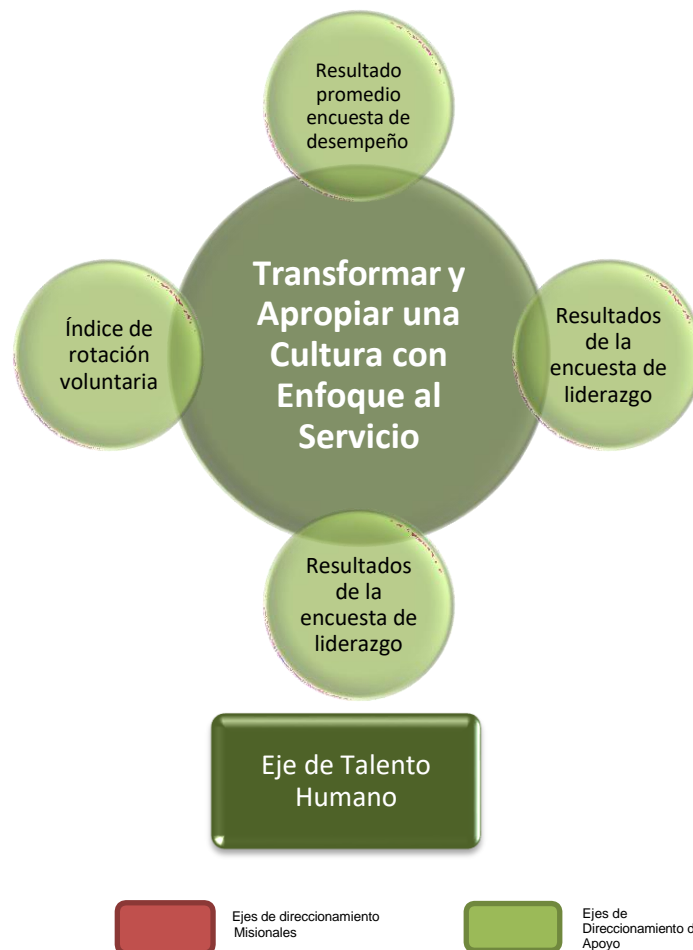 Resultado
promedio
encuesta de
desempeño
Transformar y
Apropiar una
Cultura con
Enfoque al
Servicio
Índice de
rotación
voluntaria
Resultados
de la
encuesta de
liderazgo
Resultados
de la
encuesta de
liderazgo
Eje de Talento
Humano
Ejes de direccionamiento
Misionales
Ejes de
Direccionamiento d
Apoyo